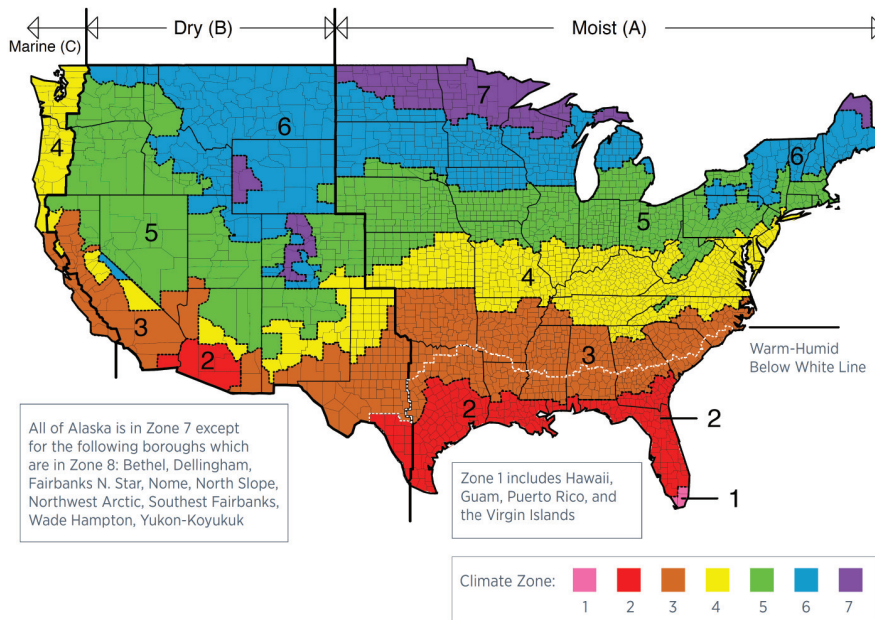 Marine (C)
Dry (B)
Moist (A)
7
6
4
6
5
5
4
3
3
2
2
2
1
Warm-Humid
Below White Line
All of Alaska is in Zone 7 except
for the following boroughs which
are in Zone 8: Bethel, Dellingham,
Fairbanks N. Star, Nome, North Slope,
Northwest Arctic, Southest Fairbanks,
Wade Hampton, Yukon-Koyukuk
Zone 1 includes Hawaii,
Guam, Puerto Rico, and
the Virgin Islands
Climate Zone:
1 2 3 4 5 6 7